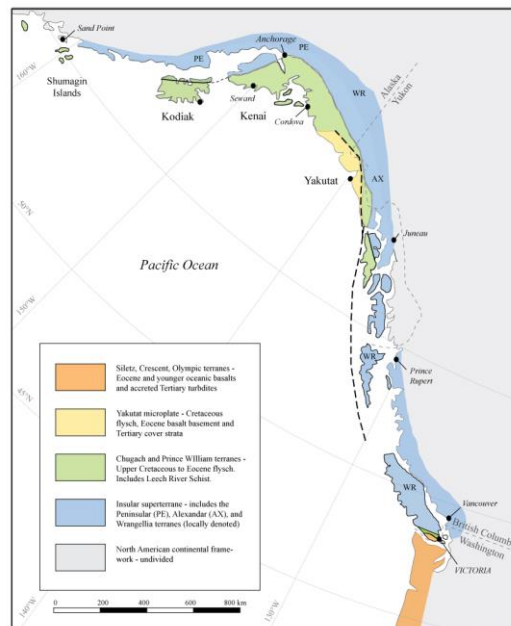 Sand Point
Anchorage
PE
PE
160°W
Shumagin
Islands
WR
Alaska
Yukon
Kodiak
Seward
Kenai
Cordova
Yakutat
AX
50°N
Juneau
Pacific Ocean
150°W
WR
Prince
Rupert
45°N
Siletz, Crescent, Olympic terranes -
Eocene and younger oceanic basalts
and accreted Tertiary turbdites
Yakutat microplate - Cretaceous
flysch, Eocene basalt basement and
Tertiary cover strata
Chugach and Prince WIlliam terranes -
Upper Cretaceous to Eocene flysch.
Includes Leech River Schist
Insular superterrane - includes the
Peninsular (PE), Alexandar (AX), and
Wrangellia terranes (locally denoted)
North American continental frame-
work - undivided
WR
Vancouver
British Columb
Washington
VICTORIA
0 200 400 600 800 km
140°W
130°W